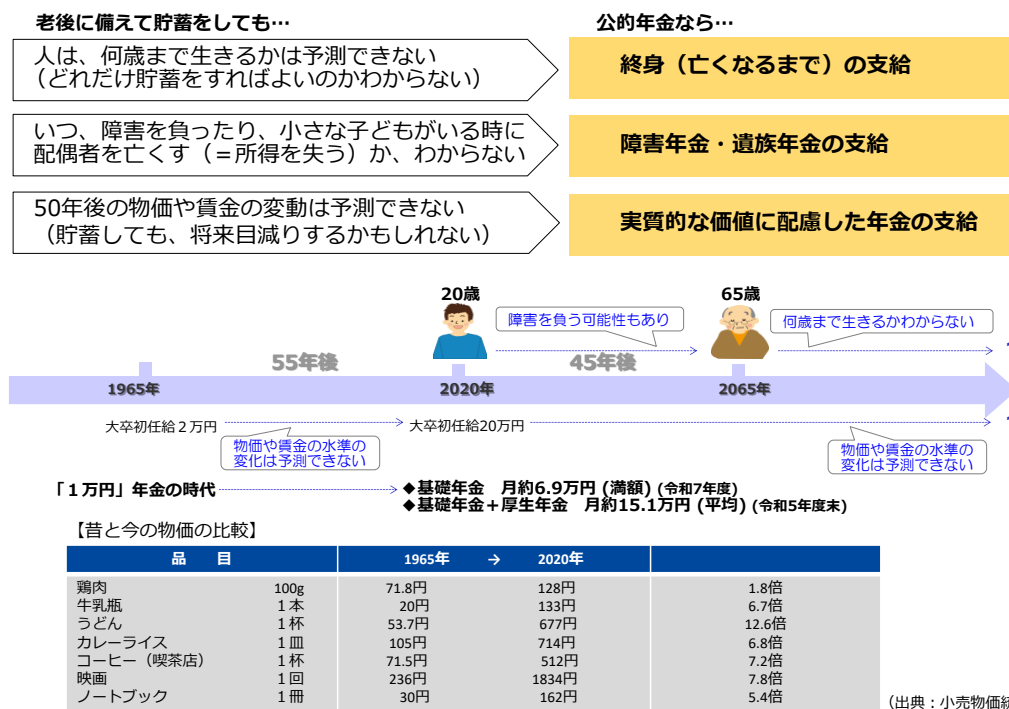 老後に備えて貯蓄をしても…
公的年金なら…
人は、何歳まで生きるかは予測できない
（どれだけ貯蓄をすればよいのかわからない）
終身（亡くなるまで）の支給
いつ、障害を負ったり、小さな子どもがいる時に
配偶者を亡くす（＝所得を失う）か、わからない
障害年金・遺族年金の支給
50年後の物価や賃金の変動は予測できない
（貯蓄しても、将来目減りするかもしれない）
実質的な価値に配慮した年金の支給
20歳
65歳
障害を負う可能性もあり
何歳まで生きるかわからない
55年後
45年後
1965年
2020年
2065年
大卒初任給２万円
大卒初任給20万円
物価や賃金の水準の
変化は予測できない
物価や賃金の水準の
変化は予測できない
「１万円」年金の時代
◆基礎年金　月約6.9万円 (満額) (令和7年度)
◆基礎年金＋厚生年金　月約15.1万円 (平均) (令和5年度末)
【昔と今の物価の比較】
品　　目 1965年 → 2020年
鶏肉 100g 71.8円 128円 1.8倍
牛乳瓶 １本 20円 133円 6.7倍
うどん １杯 53.7円 677円 12.6倍
カレーライス １皿 105円 714円 6.8倍
コーヒー（喫茶店） １杯 71.5円 512円 7.2倍
映画 １回 236円 1834円 7.8倍
ノートブック １冊 30円 162円 5.4倍
（出典：小売物価統